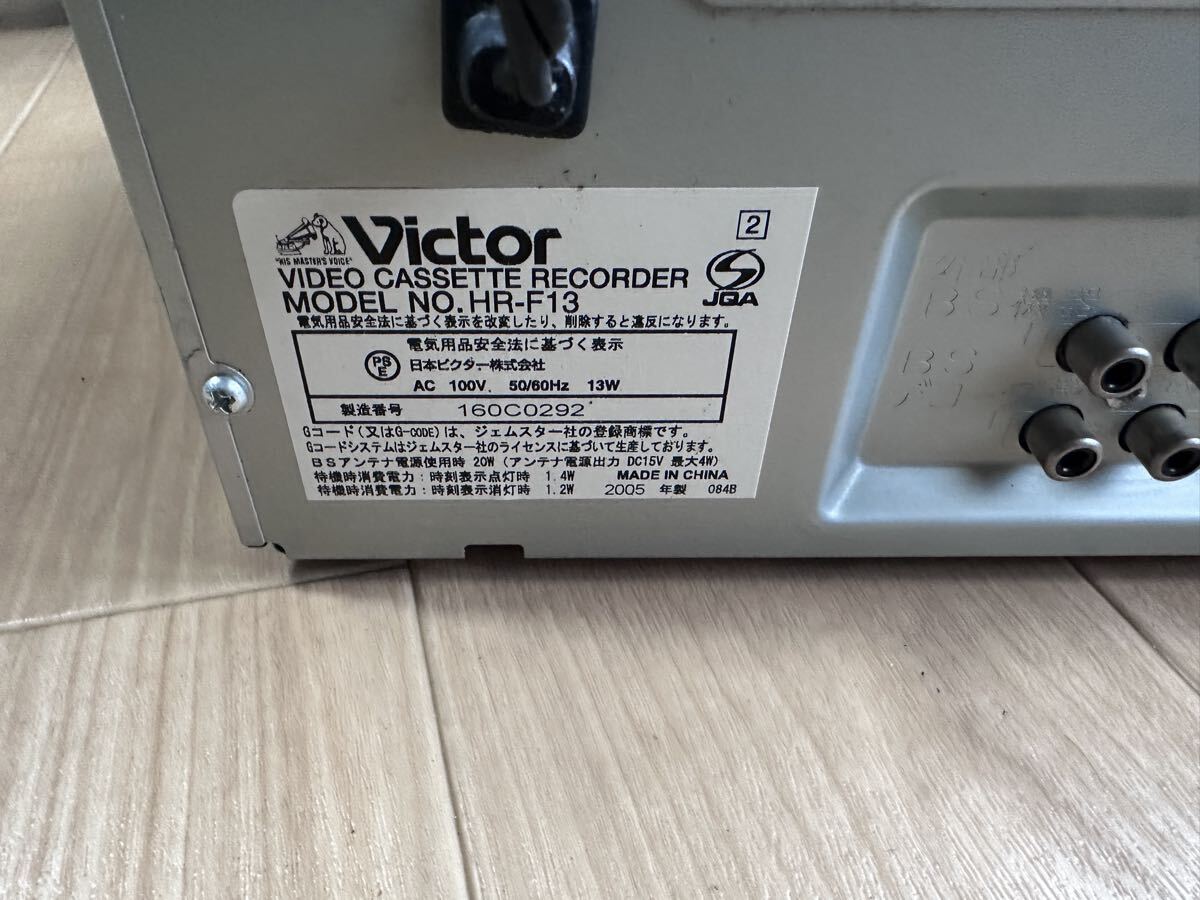 "HIS MASTER'S VOICE"
Victor
2
VIDEO CASSETTE RECORDER
MODEL NO. HR-F13
JQA
電気用品安全法に基づく表示を改変したり、削除すると違反になります。
電気用品安全法に基づく表示
PS
E
日本ビクター株式会社
AC 100V, 50/60Hz 13W
製造番号 160C0292
Gコード(又はG-CODE)は、ジェムスター社の登録商標です。
Gコードシステムはジェムスター社のライセンスに基づいて生産しております。
BSアンテナ電源使用時 20W (アンテナ電源出力 DC15V 最大4W)
待機時消費電力:時刻表示点灯時 1.4W MADE IN CHINA
待機時消費電力:時刻表示消灯時 1.2W 2005 年製 084B
外部
BS機器
BS